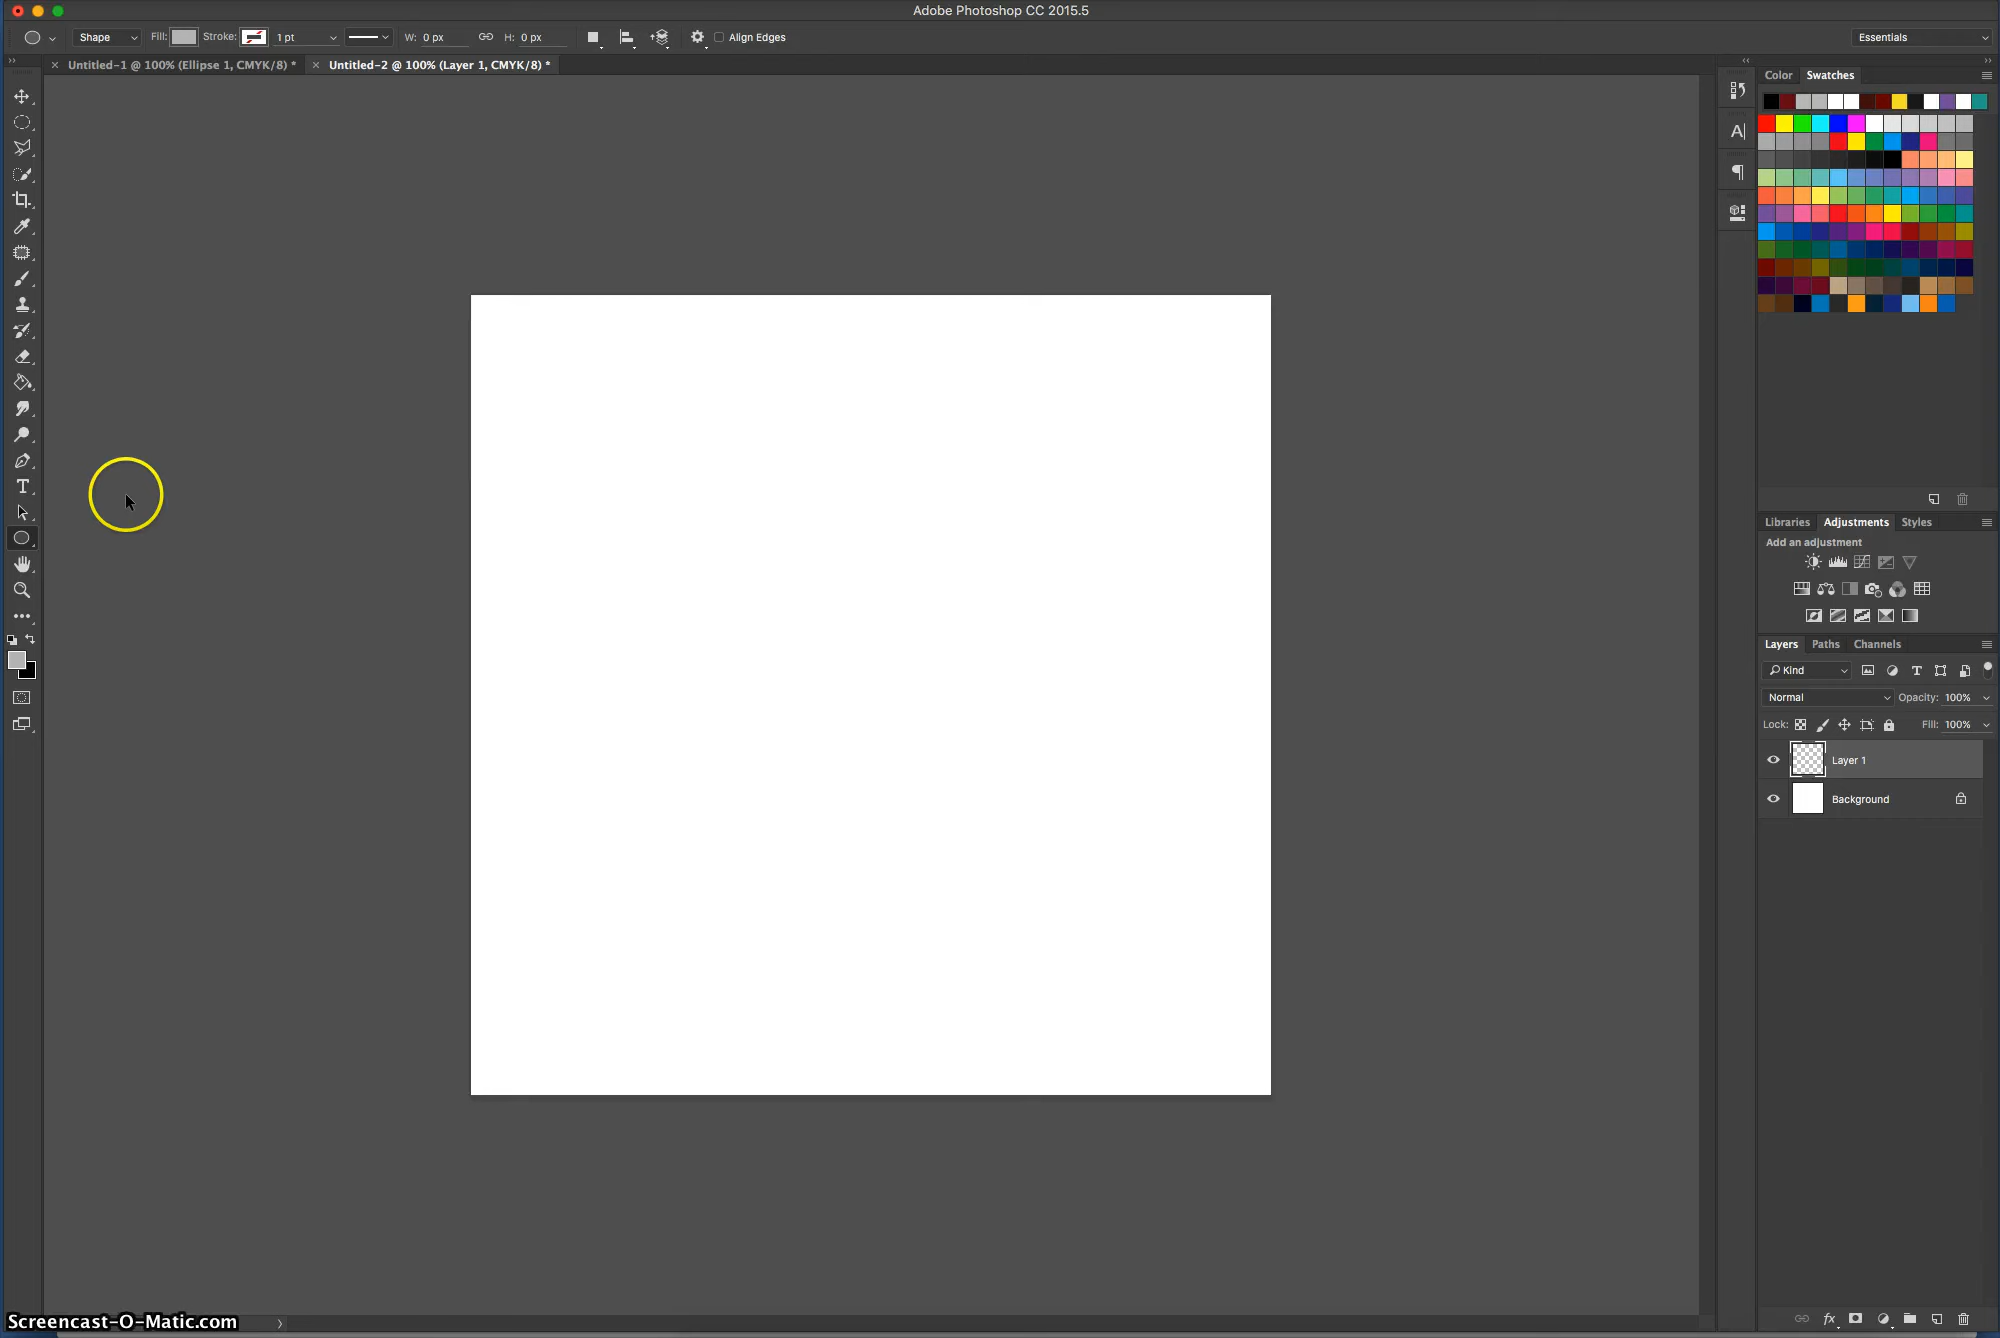 Adobe Photoshop CC 2015.5
Shape Fill: Stroke: 1 pt W: 0 px H: 0 px Align Edges Essentials
Untitled-1 @ 100% (Ellipse 1, CMYK/8) * Untitled-2 @ 100% (Layer 1, CMYK/8) *
Color Swatches
Libraries Adjustments Styles
Add an adjustment
Layers Paths Channels
Kind
Normal Opacity: 100%
Lock: Fill: 100%
Layer 1
Background
Screencast-O-Matic.com